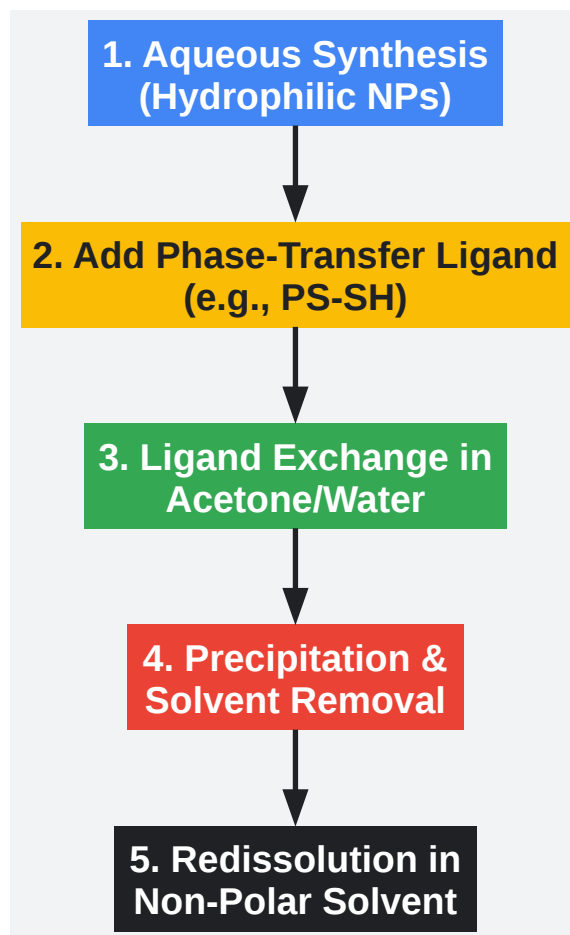 1. Aqueous Synthesis
(Hydrophilic NPs)
2. Add Phase-Transfer Ligand
(e.g., PS-SH)
3. Ligand Exchange in
Acetone/Water
4. Precipitation &
Solvent Removal
5. Redissolution in
Non-Polar Solvent